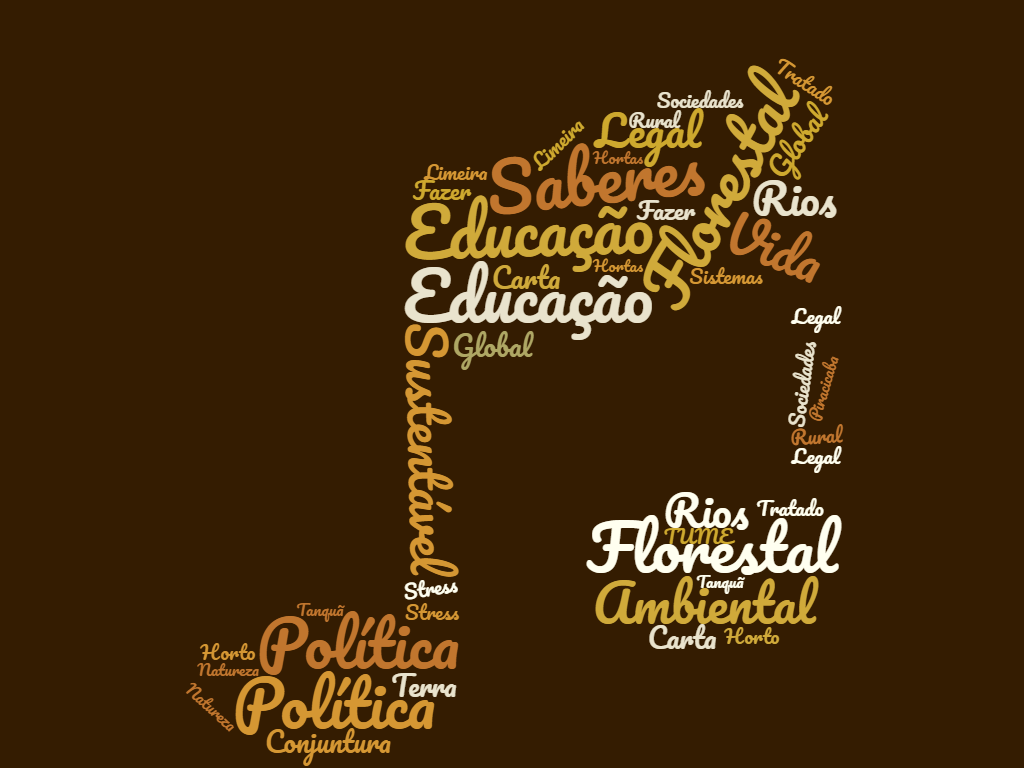 Tratado
Sociedades
Rural
Legal
Florestal
Global
Limeira
Hortas
Limeira
Saberes
Fazer
Rios
Fazer
Educação
Vida
Hortas
Sistemas
Carta
Educação
Legal
Global
Sustentável
Sociedades
Piracicaba
Rural
Legal
Rios
Tratado
TUME
Florestal
Tanquã
Ambiental
Stress
Stress
Tanquã
Carta
Horto
Política
Horto
Natureza
Terra
Natureza
Política
Conjuntura